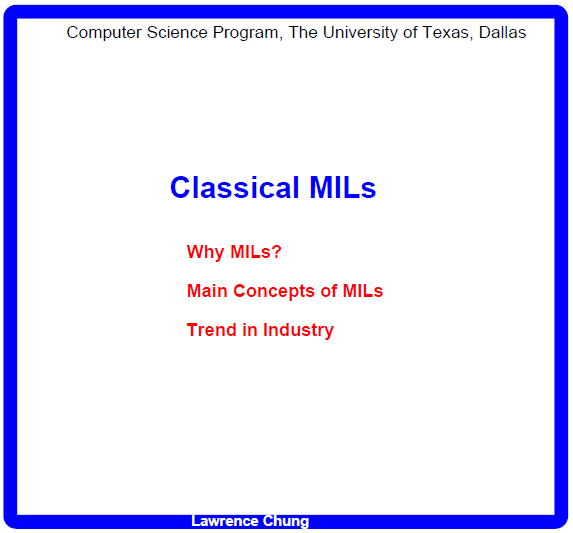 Computer Science Program, The University of Texas, Dallas
Classical MILs
Why MILs?
Main Concepts of MILs
Trend in Industry
Lawrence Chung